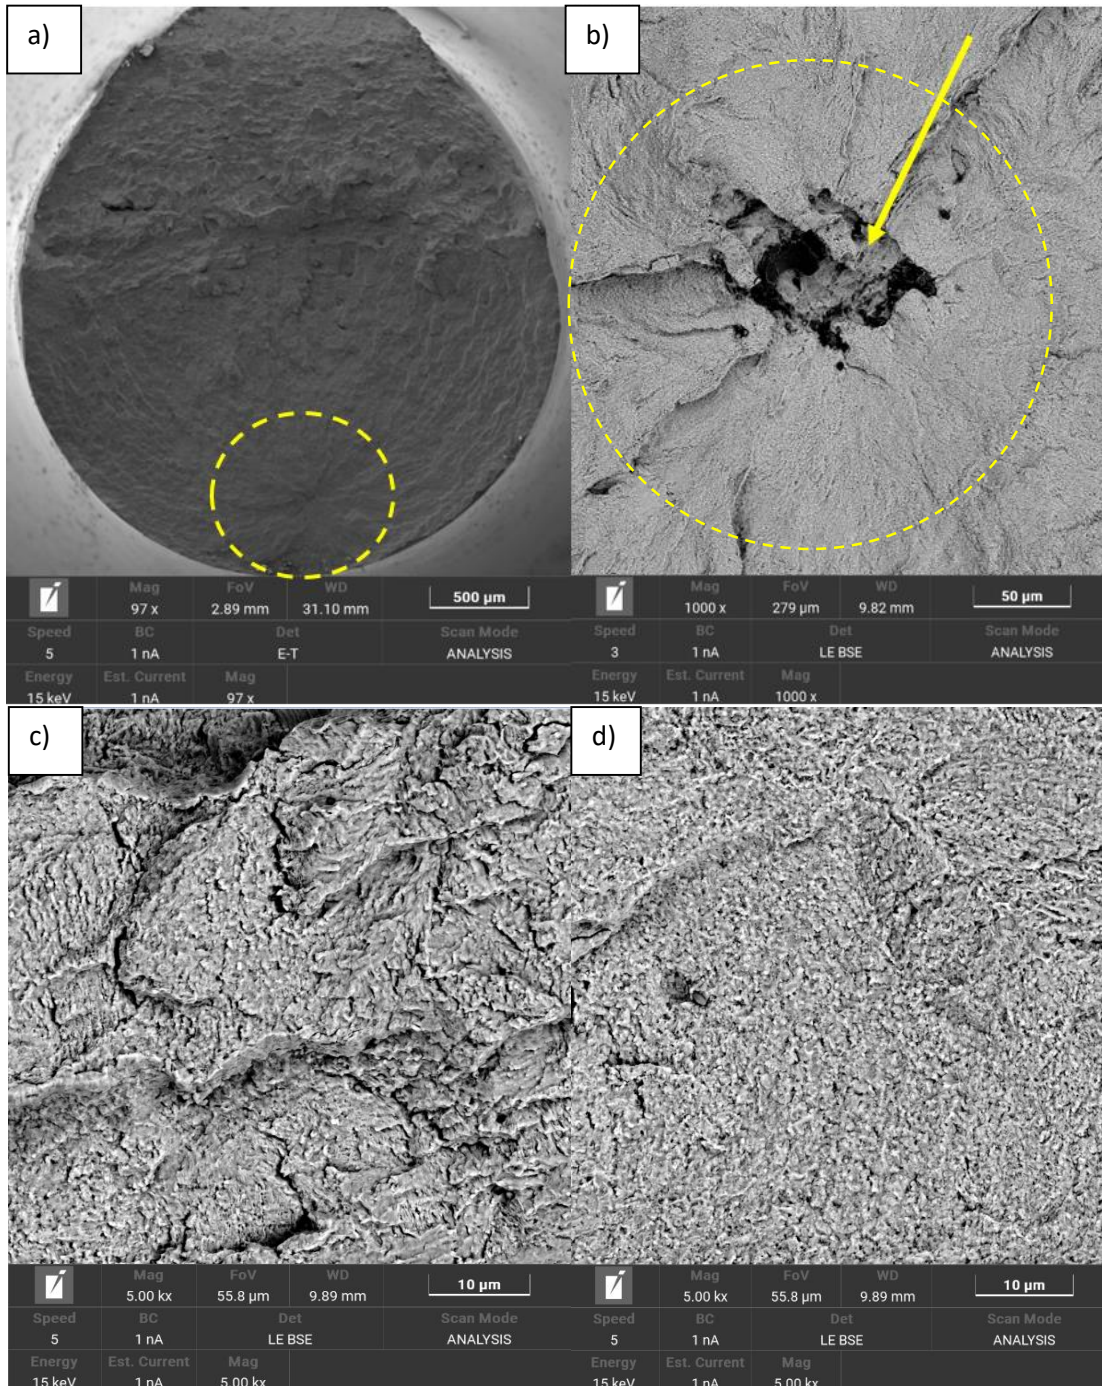 a)
b)
Mag FoV WD
97 x 2.89 mm 31.10 mm 500 µm
Speed BC Det Scan Mode
5 1 nA E-T ANALYSIS
Energy Est. Current Mag
15 keV 1 nA 97 x
Mag FoV WD
1000 x 279 µm 9.82 mm 50 µm
Speed BC Det Scan Mode
3 1 nA LE BSE ANALYSIS
Energy Est. Current Mag
15 keV 1 nA 1000 x
c)
d)
Mag FoV WD
5.00 kx 55.8 µm 9.89 mm 10 µm
Speed BC Det Scan Mode
5 1 nA LE BSE ANALYSIS
Energy Est. Current Mag
15 keV 1 nA 5.00 kx
Mag FoV WD
5.00 kx 55.8 µm 9.89 mm 10 µm
Speed BC Det Scan Mode
5 1 nA LE BSE ANALYSIS
Energy Est. Current Mag
15 keV 1 nA 5.00 kx